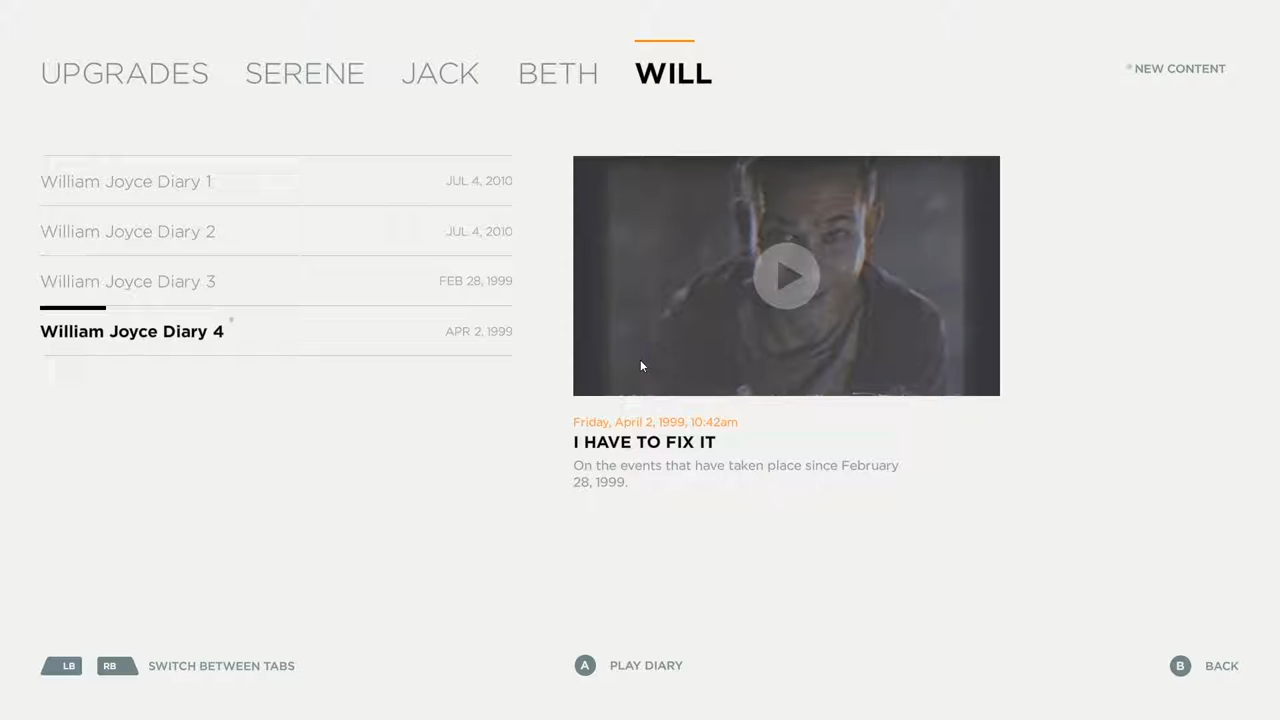 UPGRADES SERENE JACK BETH WILL
* NEW CONTENT
William Joyce Diary 1 JUL 4, 2010
William Joyce Diary 2 JUL 4, 2010
William Joyce Diary 3 FEB 28, 1999
William Joyce Diary 4 * APR 2, 1999
Friday, April 2, 1999, 10:42am
I HAVE TO FIX IT
On the events that have taken place since February
28, 1999.
LB RB SWITCH BETWEEN TABS
A PLAY DIARY
B BACK